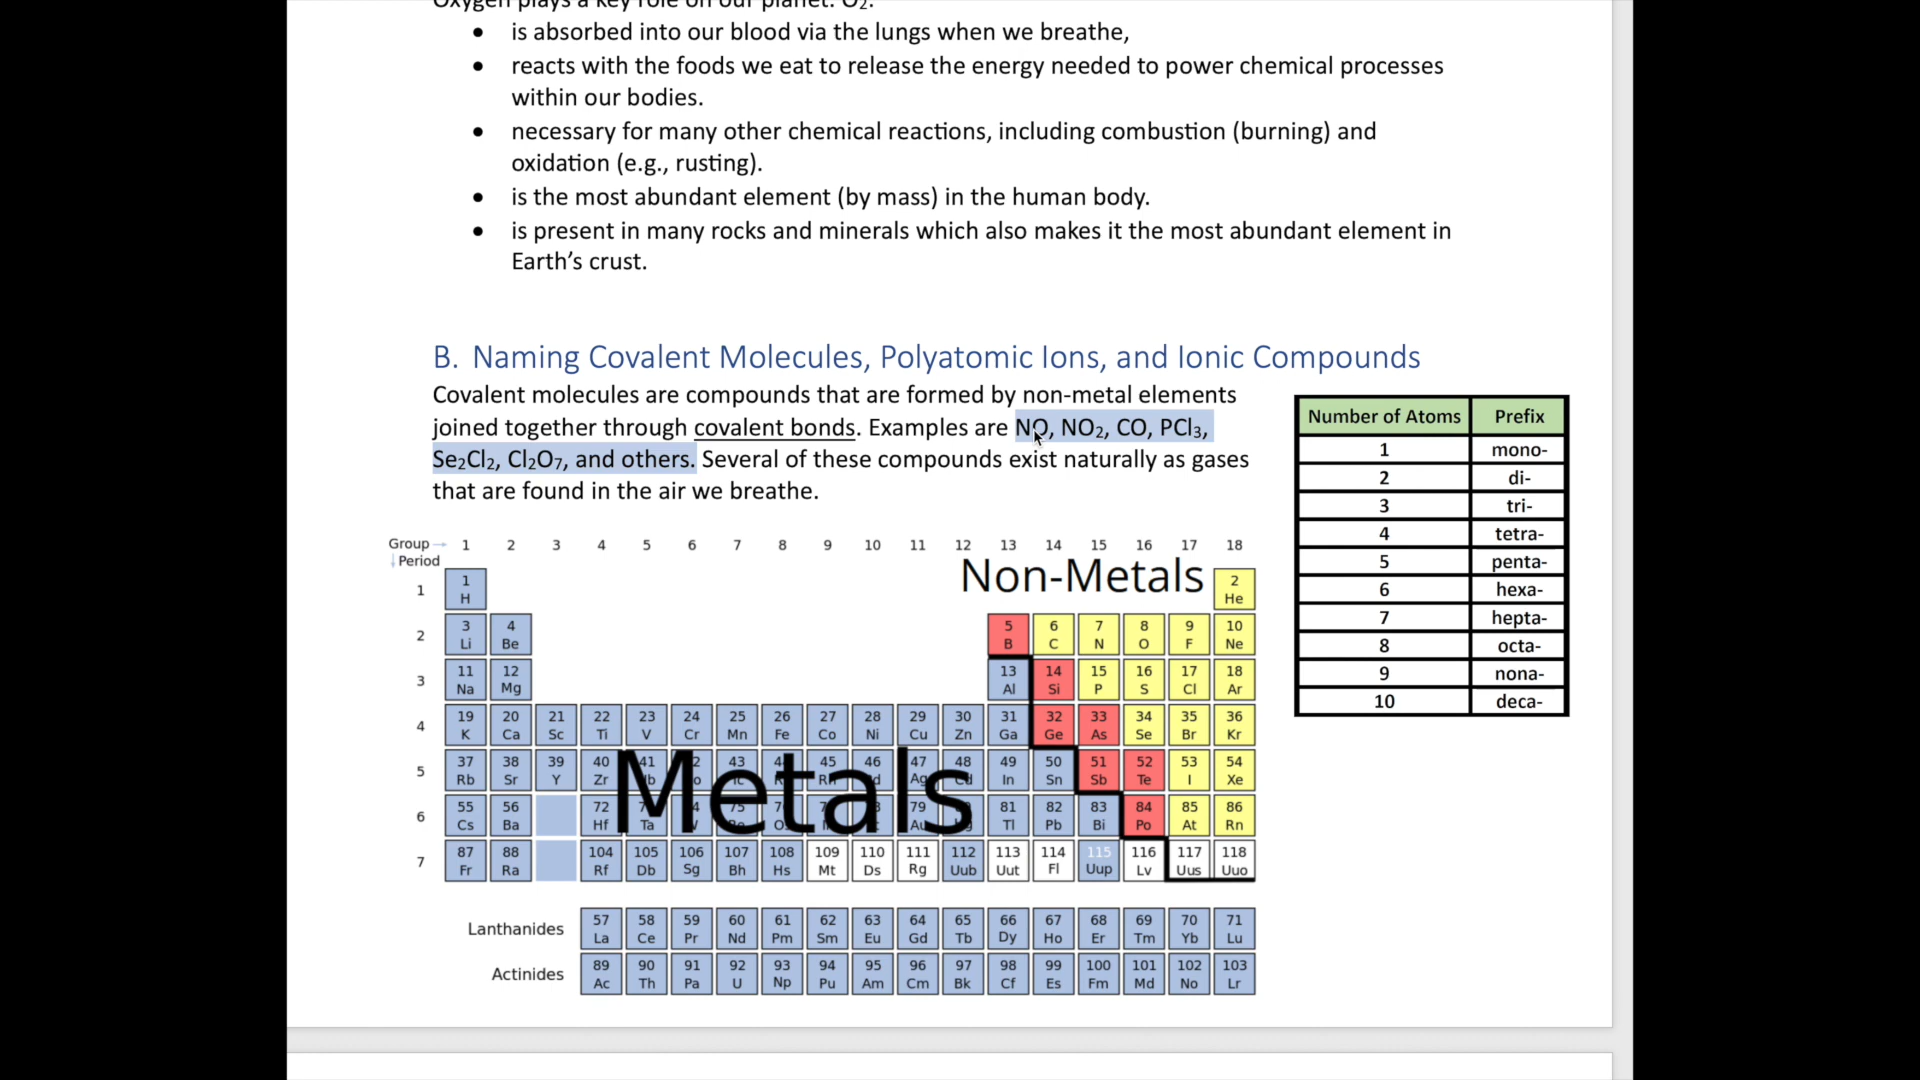 Oxygen plays a key role on our planet. O₂:
• is absorbed into our blood via the lungs when we breathe,
• reacts with the foods we eat to release the energy needed to power chemical processes
within our bodies.
• necessary for many other chemical reactions, including combustion (burning) and
oxidation (e.g., rusting).
• is the most abundant element (by mass) in the human body.
• is present in many rocks and minerals which also makes it the most abundant element in
Earth’s crust.
B. Naming Covalent Molecules, Polyatomic Ions, and Ionic Compounds
Covalent molecules are compounds that are formed by non-metal elements
joined together through covalent bonds. Examples are NO, NO₂, CO, PCl₃,
Se₂Cl₂, Cl₂O₇, and others. Several of these compounds exist naturally as gases
that are found in the air we breathe.
Number of Atoms Prefix
1 mono-
2 di-
3 tri-
4 tetra-
5 penta-
6 hexa-
7 hepta-
8 octa-
9 nona-
10 deca-
Group → 1 2 3 4 5 6 7 8 9 10 11 12 13 14 15 16 17 18
↓ Period
Non-Metals
1 1 2
H He
2 3 4 5 6 7 8 9 10
Li Be B C N O F Ne
3 11 12 13 14 15 16 17 18
Na Mg Al Si P S Cl Ar
4 19 20 21 22 23 24 25 26 27 28 29 30 31 32 33 34 35 36
K Ca Sc Ti V Cr Mn Fe Co Ni Cu Zn Ga Ge As Se Br Kr
5 37 38 39 40 41 43 45 46 47 48 49 50 51 52 53 54
Rb Sr Y Zr In Sn Sb Te I Xe
Metals
6 55 56 72 75 79 81 82 83 84 85 86
Cs Ba Hf Ta Au Tl Pb Bi Po At Rn
7 87 88 104 105 106 107 108 109 110 111 112 113 114 115 116 117 118
Fr Ra Rf Db Sg Bh Hs Mt Ds Rg Uub Uut Fl Uup Lv Uus Uuo
Lanthanides 57 58 59 60 61 62 63 64 65 66 67 68 69 70 71
La Ce Pr Nd Pm Sm Eu Gd Tb Dy Ho Er Tm Yb Lu
Actinides 89 90 91 92 93 94 95 96 97 98 99 100 101 102 103
Ac Th Pa U Np Pu Am Cm Bk Cf Es Fm Md No Lr